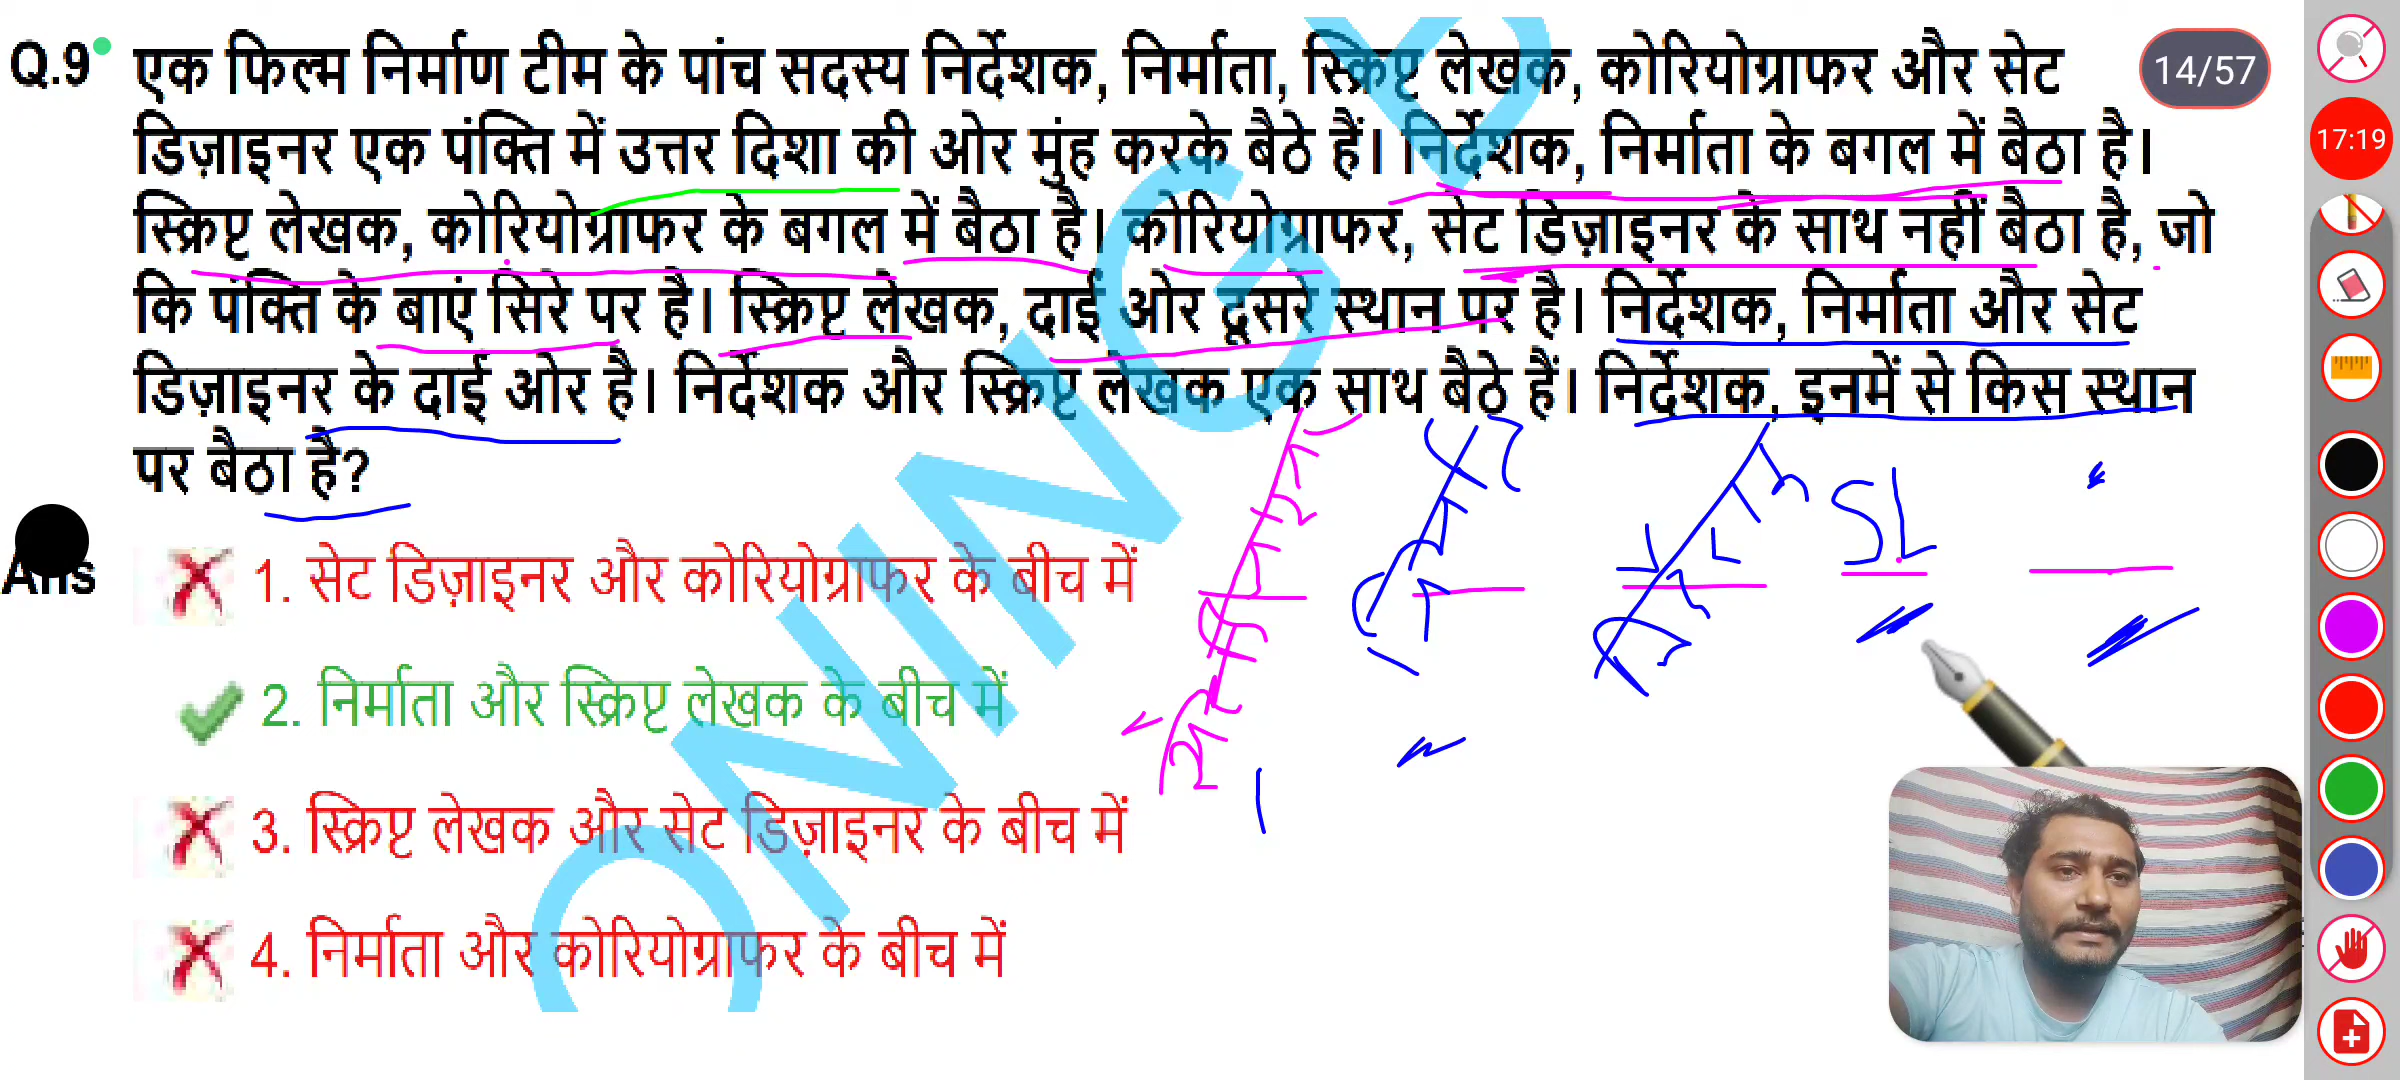 Q.9 एक फिल्म निर्माण टीम के पांच सदस्य निर्देशक, निर्माता, स्क्रिप्ट लेखक, कोरियोग्राफर और सेट
14/57
डिज़ाइनर एक पंक्ति में उत्तर दिशा की ओर मुंह करके बैठे हैं। निर्देशक, निर्माता के बगल में बैठा है।
17:19
स्क्रिप्ट लेखक, कोरियोग्राफर के बगल में बैठा है। कोरियोग्राफर, सेट डिज़ाइनर के साथ नहीं बैठा है, जो
कि पंक्ति के बाएं सिरे पर है। स्क्रिप्ट लेखक, दाईं ओर दूसरे स्थान पर है। निर्देशक, निर्माता और सेट
डिज़ाइनर के दाईं ओर है। निर्देशक और स्क्रिप्ट लेखक एक साथ बैठे हैं। निर्देशक, इनमें से किस स्थान
पर बैठा है?
Ans
1. सेट डिज़ाइनर और कोरियोग्राफर के बीच में
2. निर्माता और स्क्रिप्ट लेखक के बीच में
3. स्क्रिप्ट लेखक और सेट डिज़ाइनर के बीच में
4. निर्माता और कोरियोग्राफर के बीच में